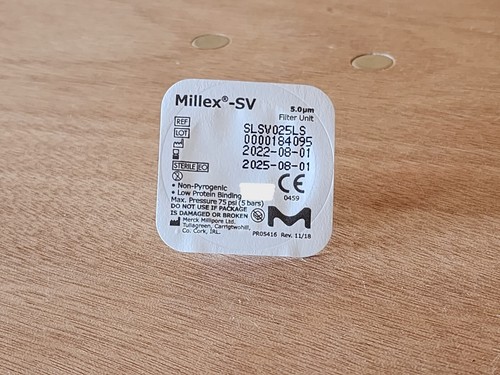 Millex®-SV
5.0µm
Filter Unit
REF SLSV025LS
LOT 0000184095
2022-08-01
2025-08-01
STERILE EO
• Non-Pyrogenic
• Low Protein Binding
Max. Pressure 75 psi (5 bars)
DO NOT USE IF PACKAGE
IS DAMAGED OR BROKEN
CE
0459
Merck Millipore Ltd.
Tullagreen, Carrigtwohill,
Co. Cork, IRL.
M
PR05416 Rev. 11/18